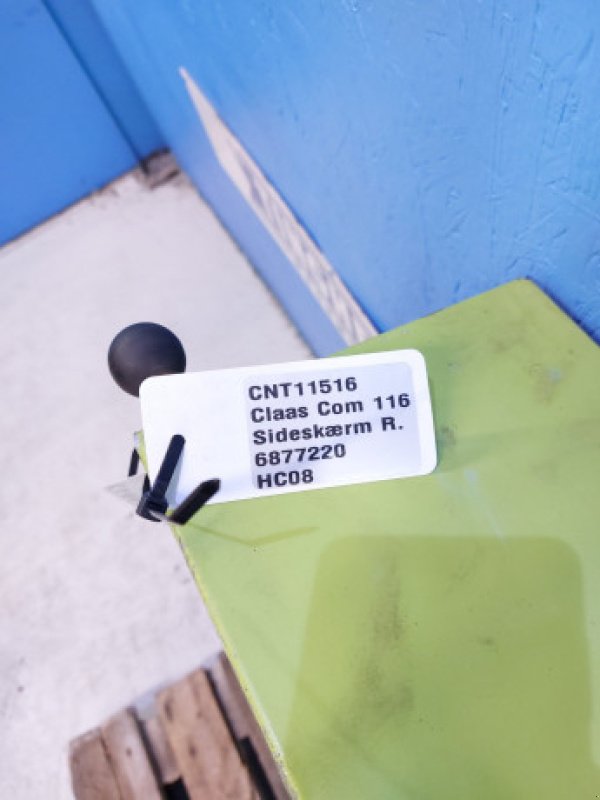 CNT11516
Claas Com 116
Sideskærm R.
6877220
HC08